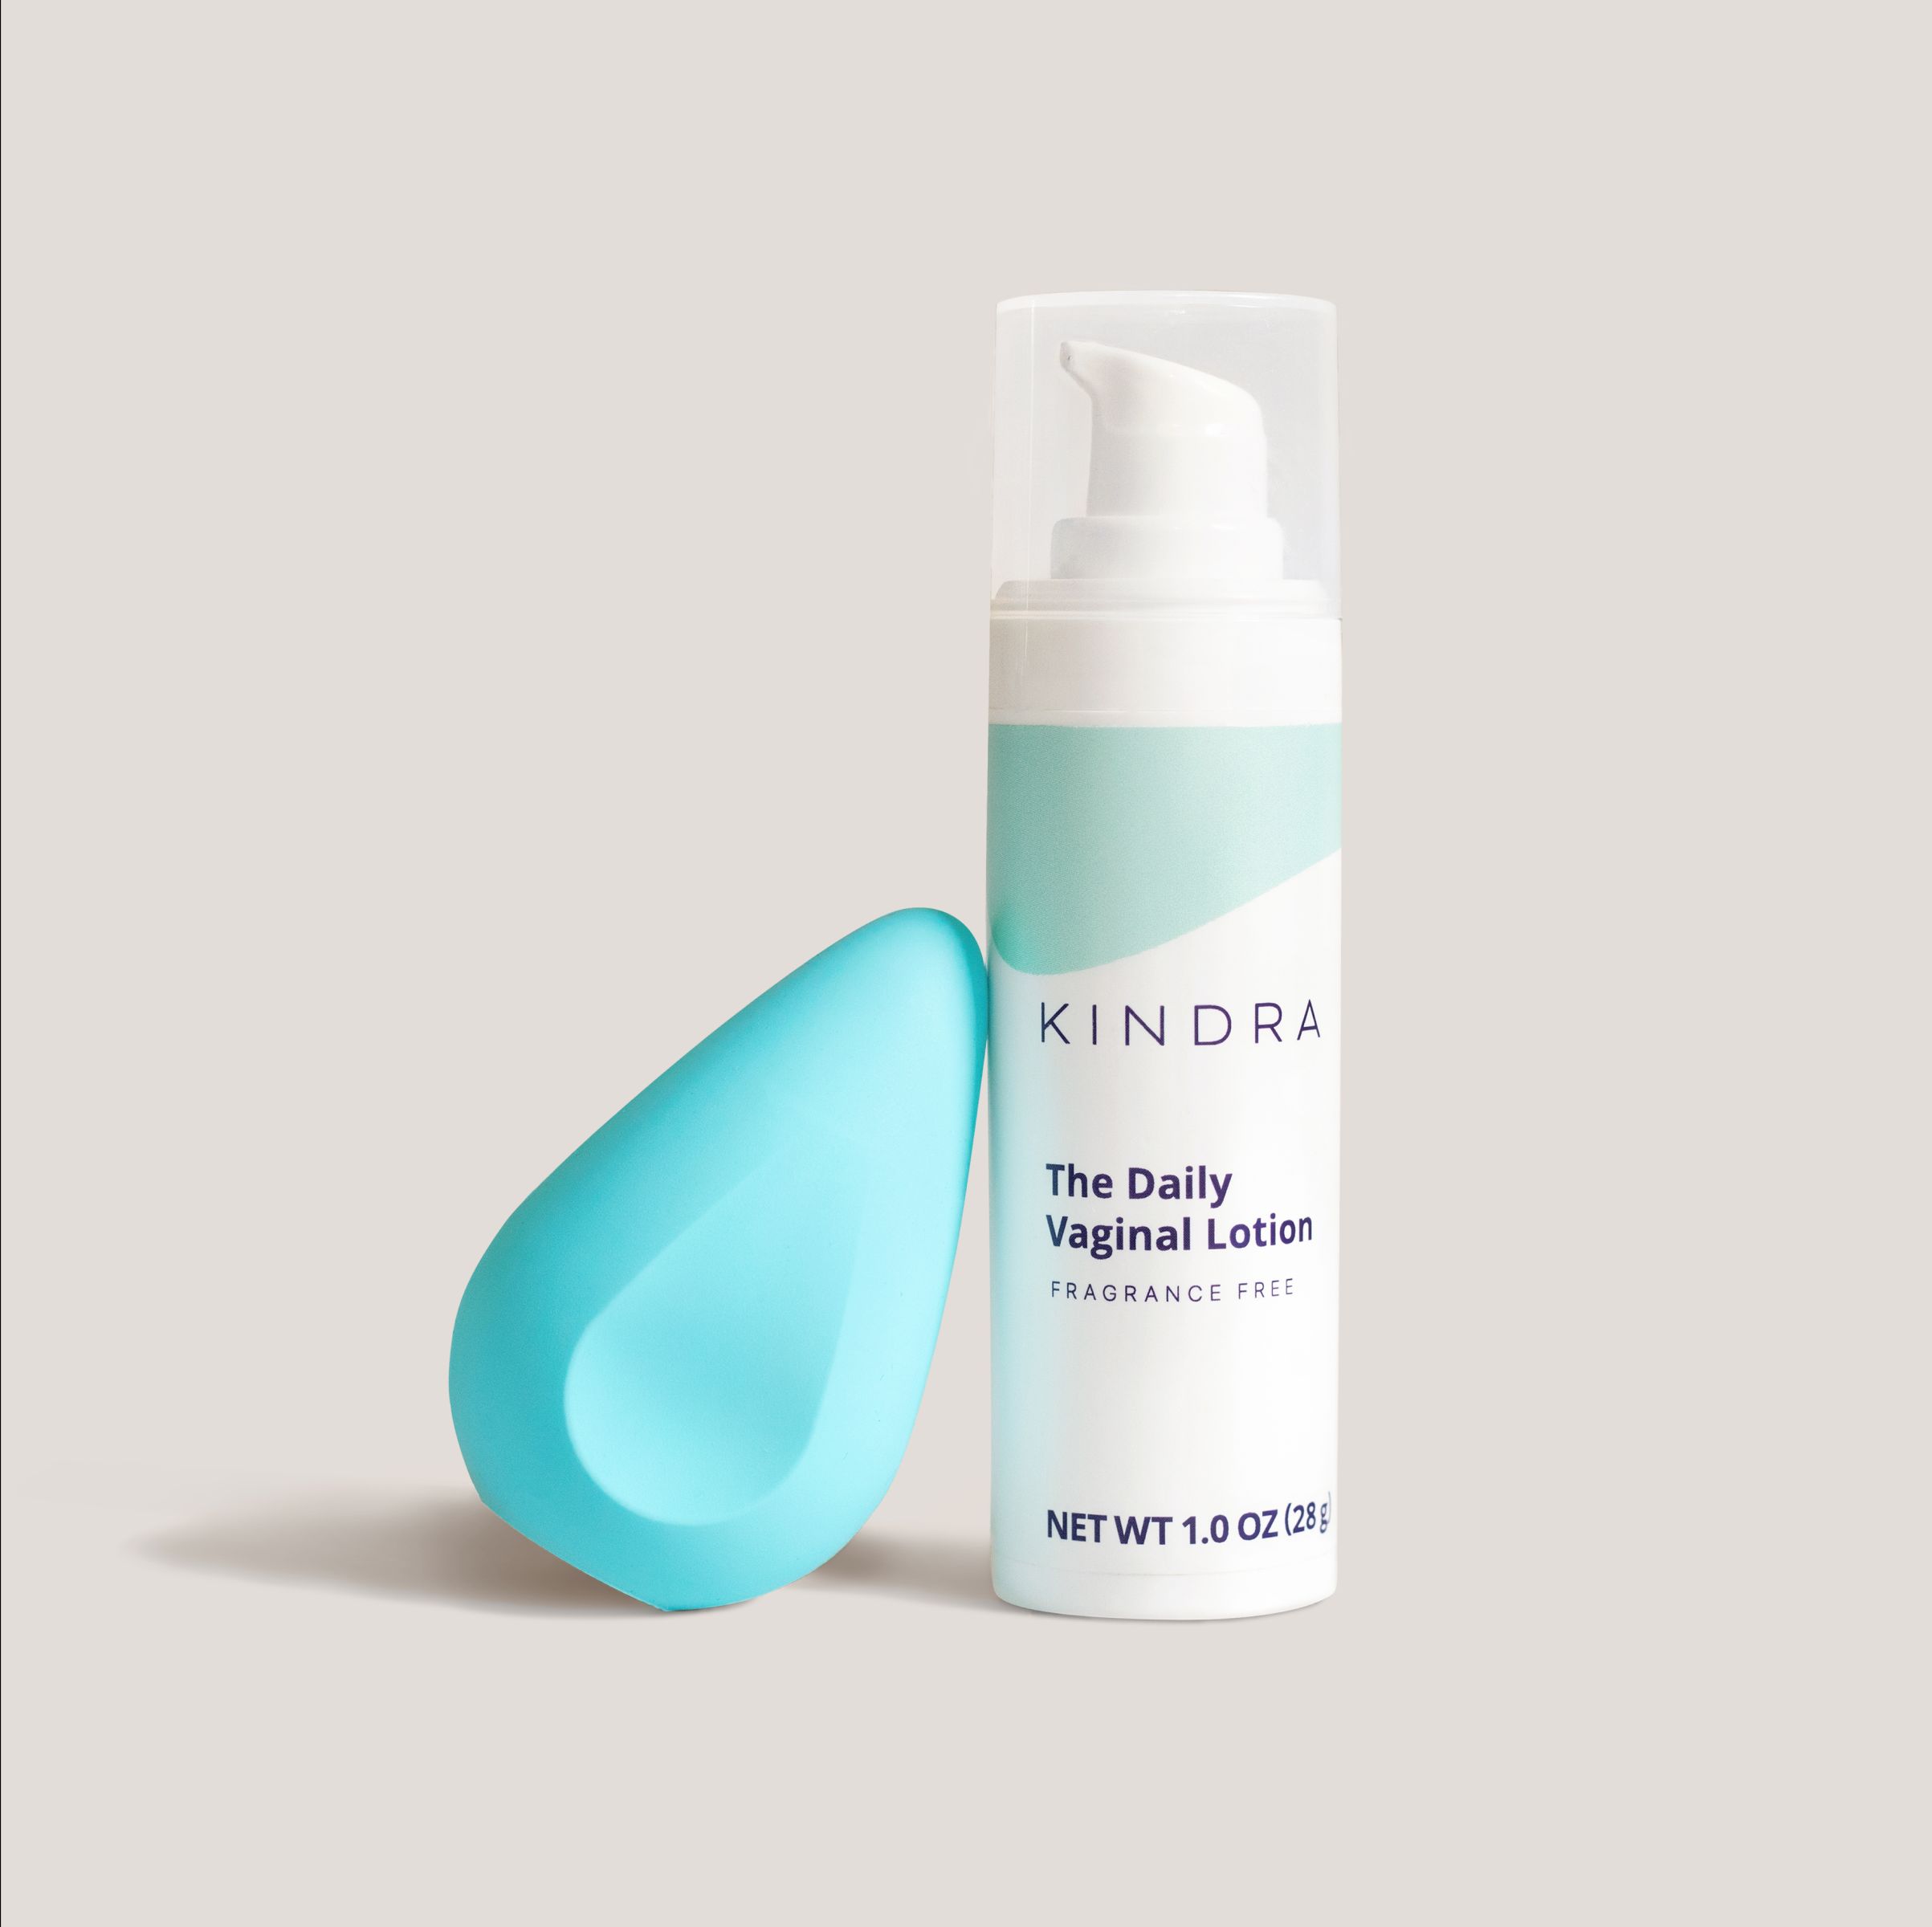 KINDRA
The Daily
Vaginal Lotion
FRAGRANCE FREE
NET WT 1.0 OZ (28 g)